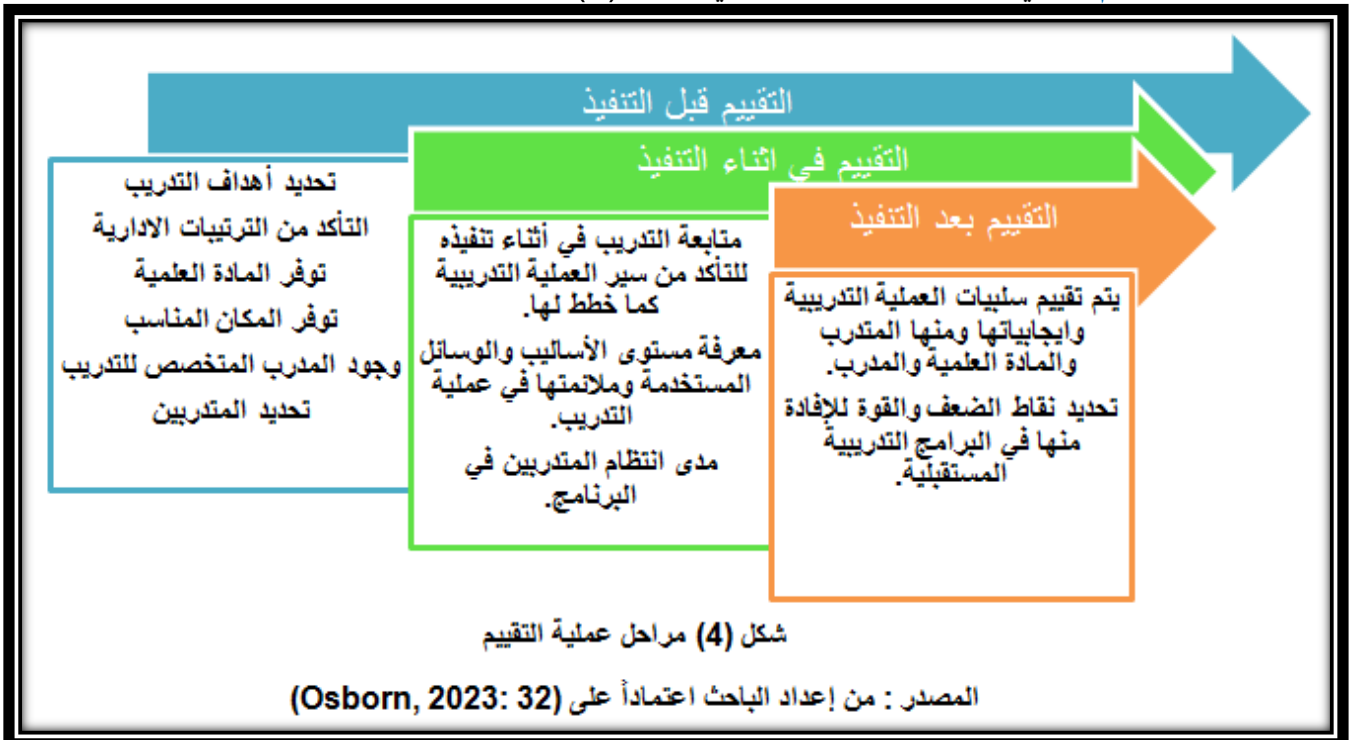 التقييم قبل التنفيذ
تحديد أهداف التدريب
التأكد من الترتيبات الادارية
توفر المادة العلمية
توفر المكان المناسب
وجود المدرب المتخصص للتدريب
تحديد المتدربين
التقييم في اثناء التنفيذ
متابعة التدريب في أثناء تنفيذه
للتأكد من سير العملية التدريبية
كما خطط لها.
معرفة مستوى الأساليب والوسائل
المستخدمة وملائمتها في عملية
التدريب.
مدى انتظام المتدربين في
البرنامج.
التقييم بعد التنفيذ
يتم تقييم سلبيات العملية التدريبية
وايجابياتها ومنها المتدرب
والمادة العلمية والمدرب.
تحديد نقاط الضعف والقوة للإفادة
منها في البرامج التدريبية
المستقبلية.
شكل (4) مراحل عملية التقييم
المصدر : من إعداد الباحث اعتماداً على (Osborn, 2023: 32)